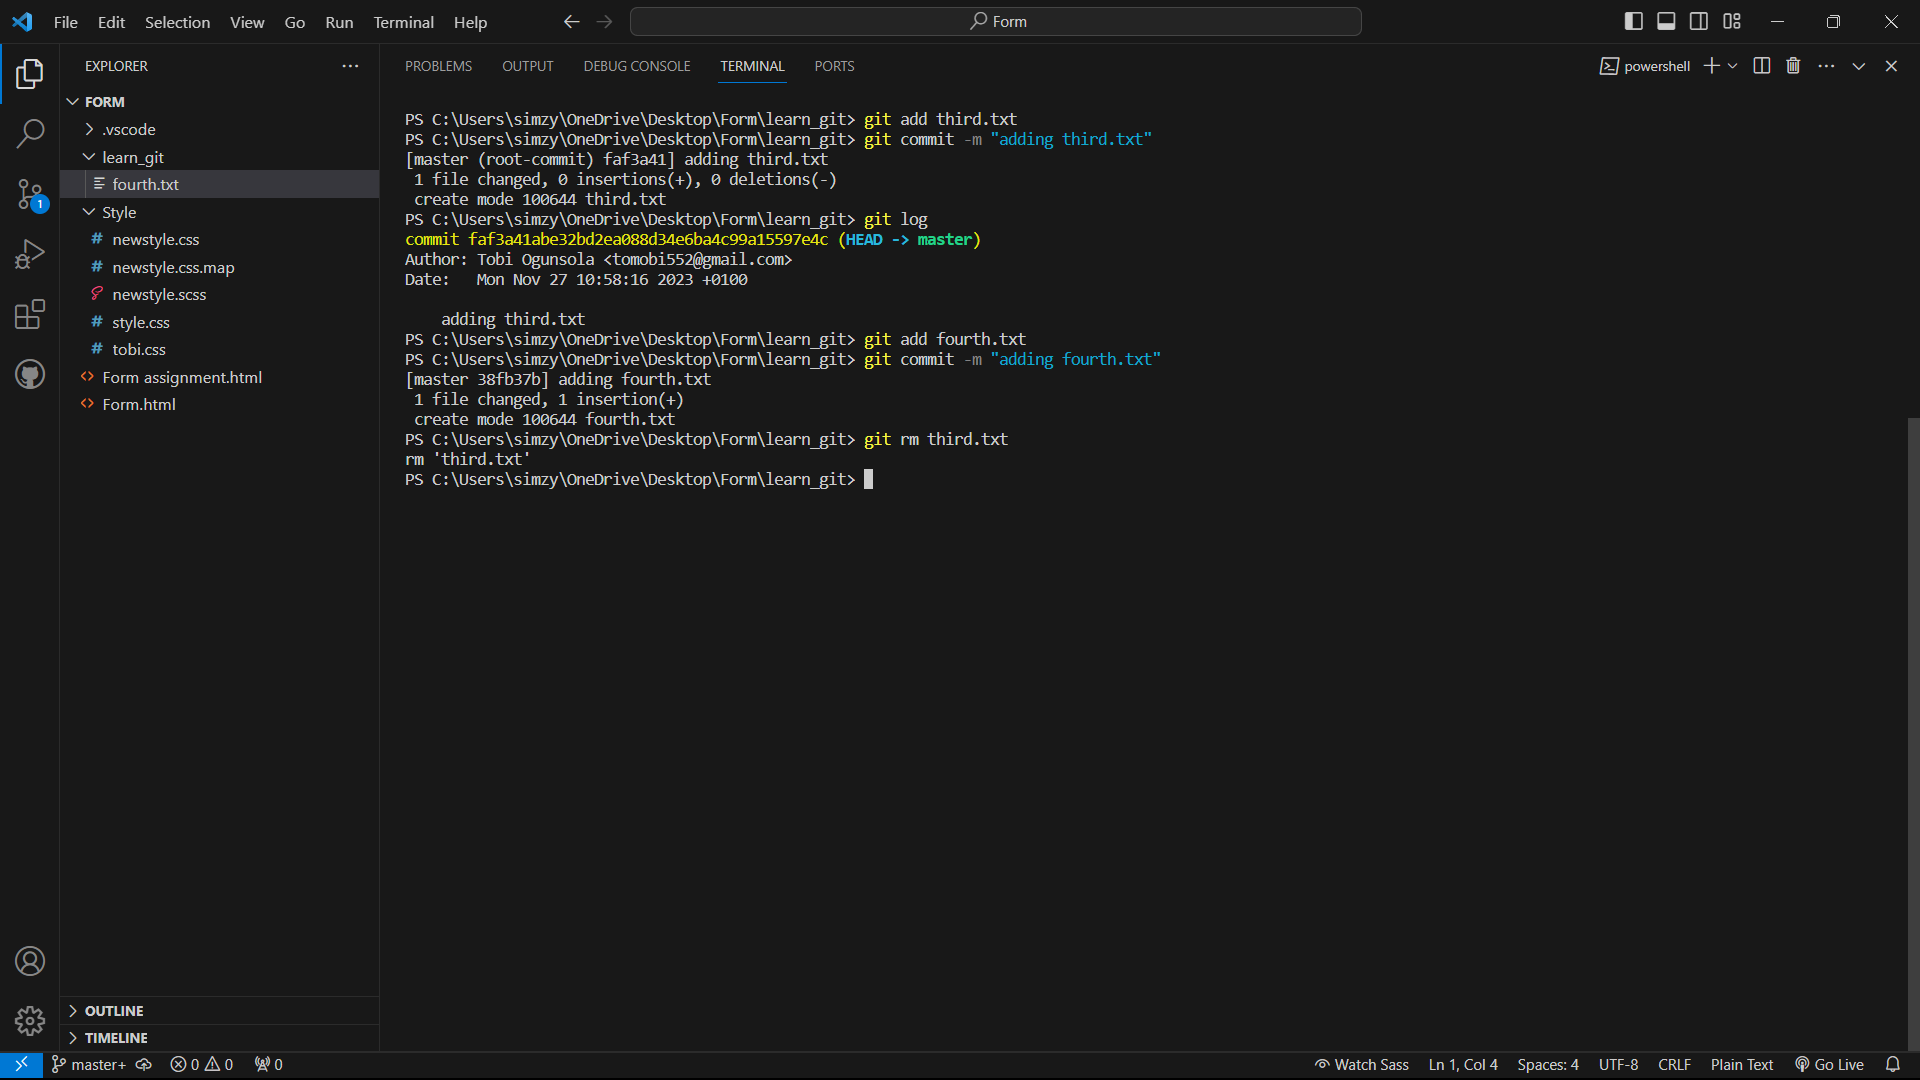 File Edit Selection View Go Run Terminal Help
Form
EXPLORER
FORM
.vscode
learn_git
fourth.txt
Style
newstyle.css
newstyle.css.map
newstyle.scss
style.css
tobi.css
Form assignment.html
Form.html
OUTLINE
TIMELINE
1
PROBLEMS OUTPUT DEBUG CONSOLE TERMINAL PORTS
powershell
PS C:\Users\simzy\OneDrive\Desktop\Form\learn_git> git add third.txt
PS C:\Users\simzy\OneDrive\Desktop\Form\learn_git> git commit -m "adding third.txt"
[master (root-commit) faf3a41] adding third.txt
 1 file changed, 0 insertions(+), 0 deletions(-)
 create mode 100644 third.txt
PS C:\Users\simzy\OneDrive\Desktop\Form\learn_git> git log
commit faf3a41abe32bd2ea088d34e6ba4c99a15597e4c (HEAD -> master)
Author: Tobi Ogunsola <tomobi552@gmail.com>
Date:   Mon Nov 27 10:58:16 2023 +0100
    adding third.txt
PS C:\Users\simzy\OneDrive\Desktop\Form\learn_git> git add fourth.txt
PS C:\Users\simzy\OneDrive\Desktop\Form\learn_git> git commit -m "adding fourth.txt"
[master 38fb37b] adding fourth.txt
 1 file changed, 1 insertion(+)
 create mode 100644 fourth.txt
PS C:\Users\simzy\OneDrive\Desktop\Form\learn_git> git rm third.txt
rm 'third.txt'
PS C:\Users\simzy\OneDrive\Desktop\Form\learn_git>
master+ 0 0 0 Watch Sass Ln 1, Col 4 Spaces: 4 UTF-8 CRLF Plain Text Go Live